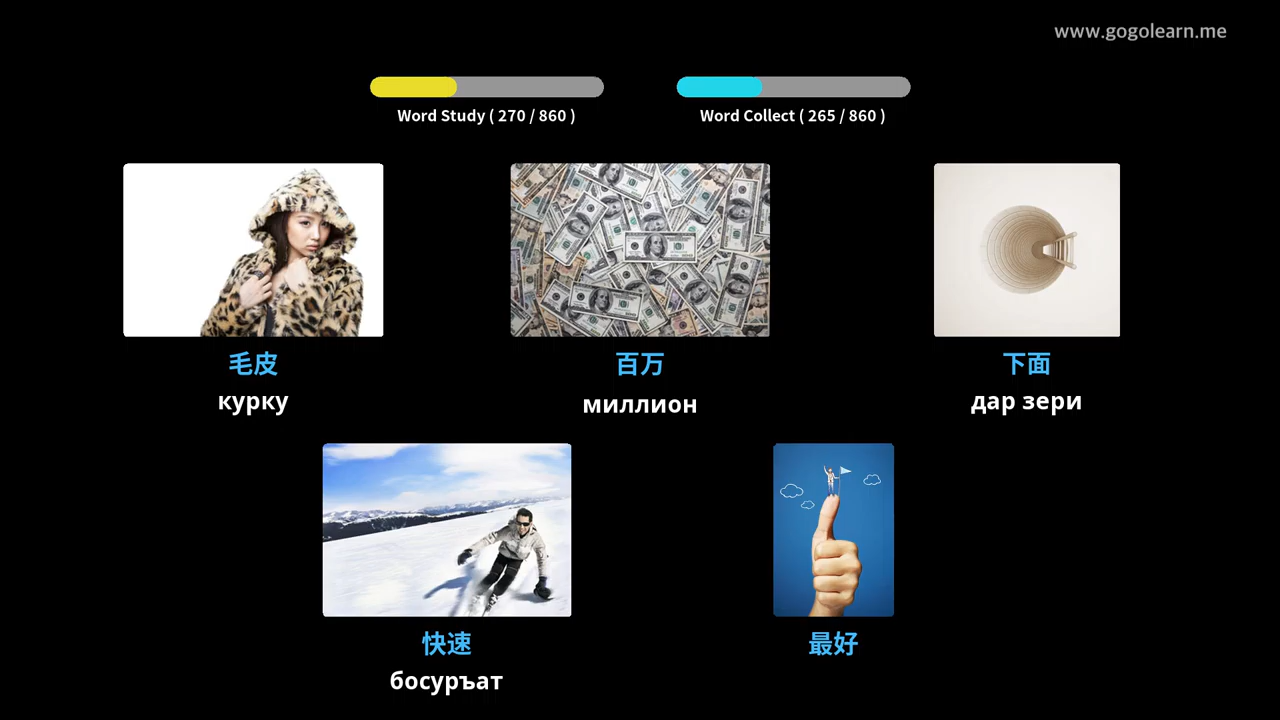 www.gogolearn.me
Word Study ( 270 / 860 )
Word Collect ( 265 / 860 )
毛皮
курку
百万
миллион
下面
дар зери
快速
босуръат
最好